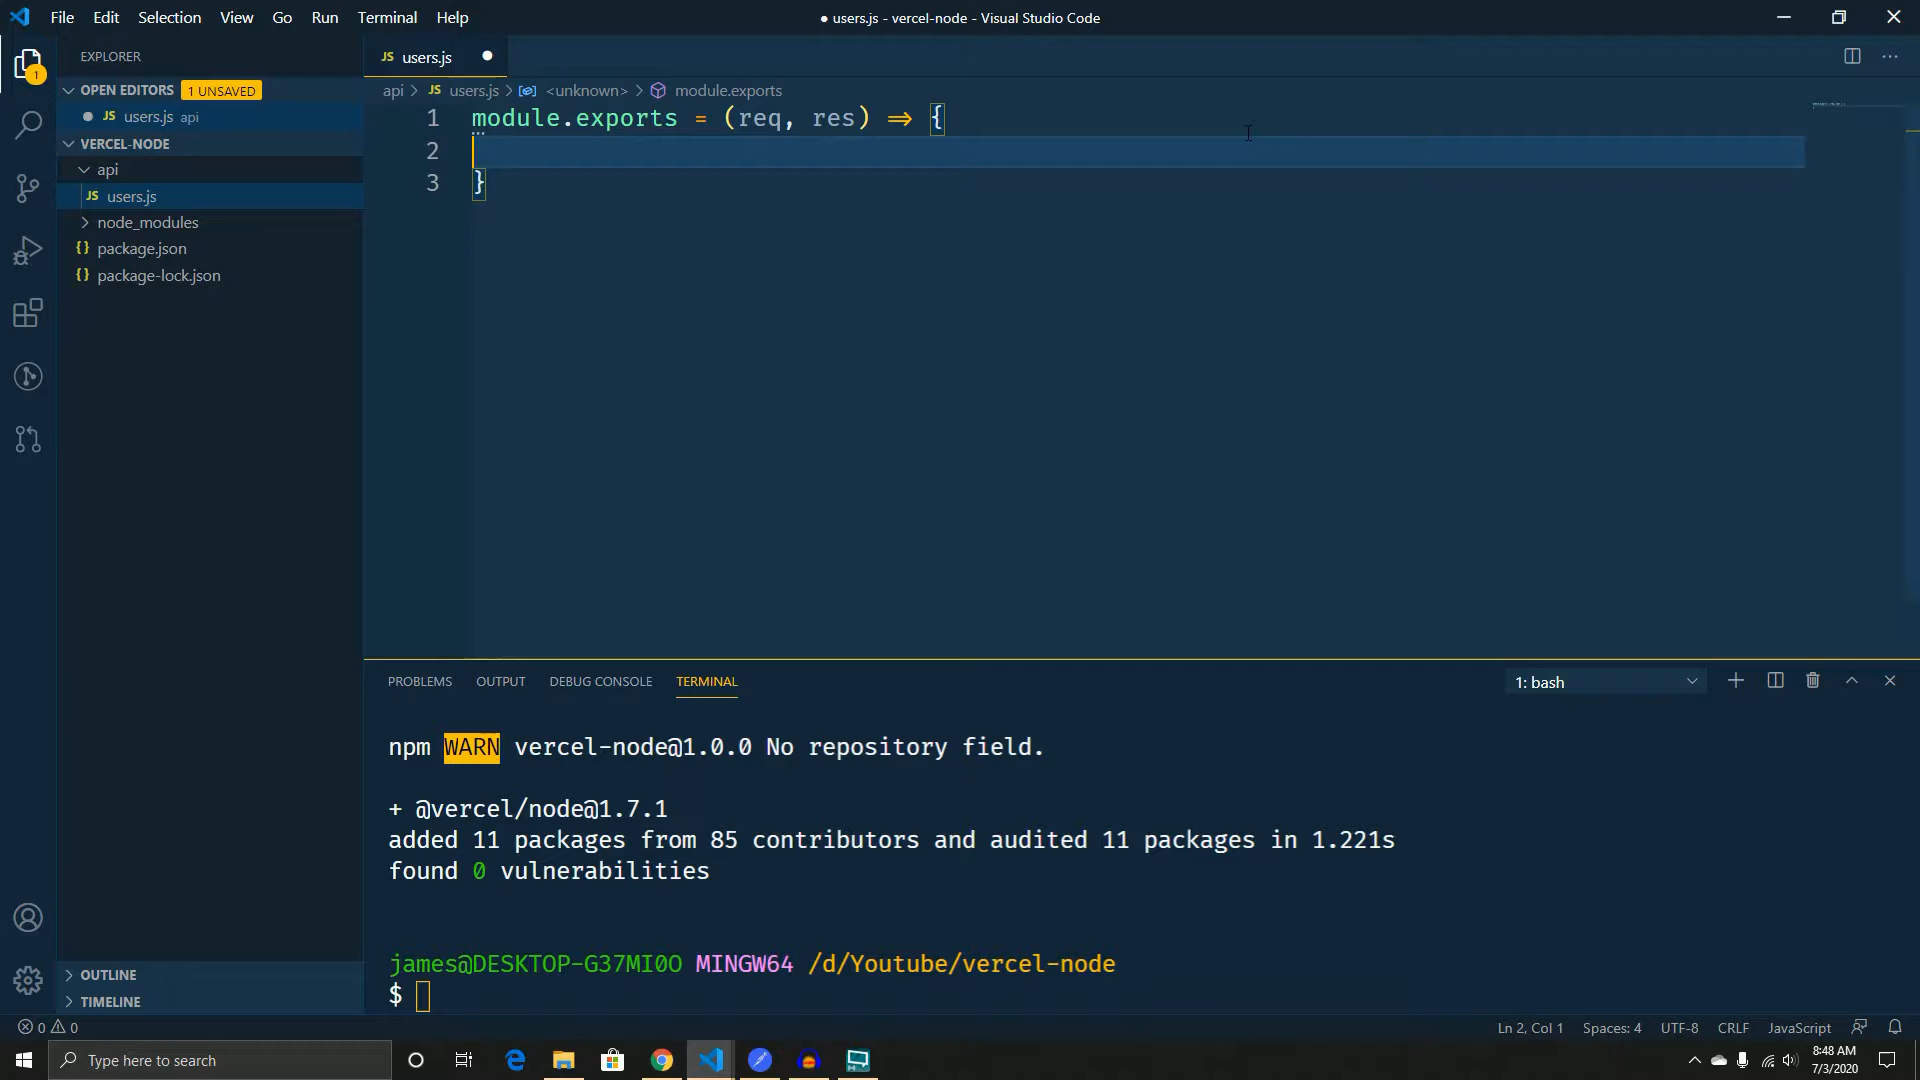 File Edit Selection View Go Run Terminal Help
● users.js - vercel-node - Visual Studio Code
EXPLORER
OPEN EDITORS 1 UNSAVED
JS users.js api
VERCEL-NODE
api
JS users.js
node_modules
{} package.json
{} package-lock.json
OUTLINE
TIMELINE
1
JS users.js
api > JS users.js > <unknown> > module.exports
1 module.exports = (req, res) => {
2
3 }
PROBLEMS OUTPUT DEBUG CONSOLE TERMINAL
1: bash
npm WARN vercel-node@1.0.0 No repository field.
+ @vercel/node@1.7.1
added 11 packages from 85 contributors and audited 11 packages in 1.221s
found 0 vulnerabilities
james@DESKTOP-G37MI0O MINGW64 /d/Youtube/vercel-node
$
0 0
Ln 2, Col 1 Spaces: 4 UTF-8 CRLF JavaScript
Type here to search
8:48 AM
7/3/2020